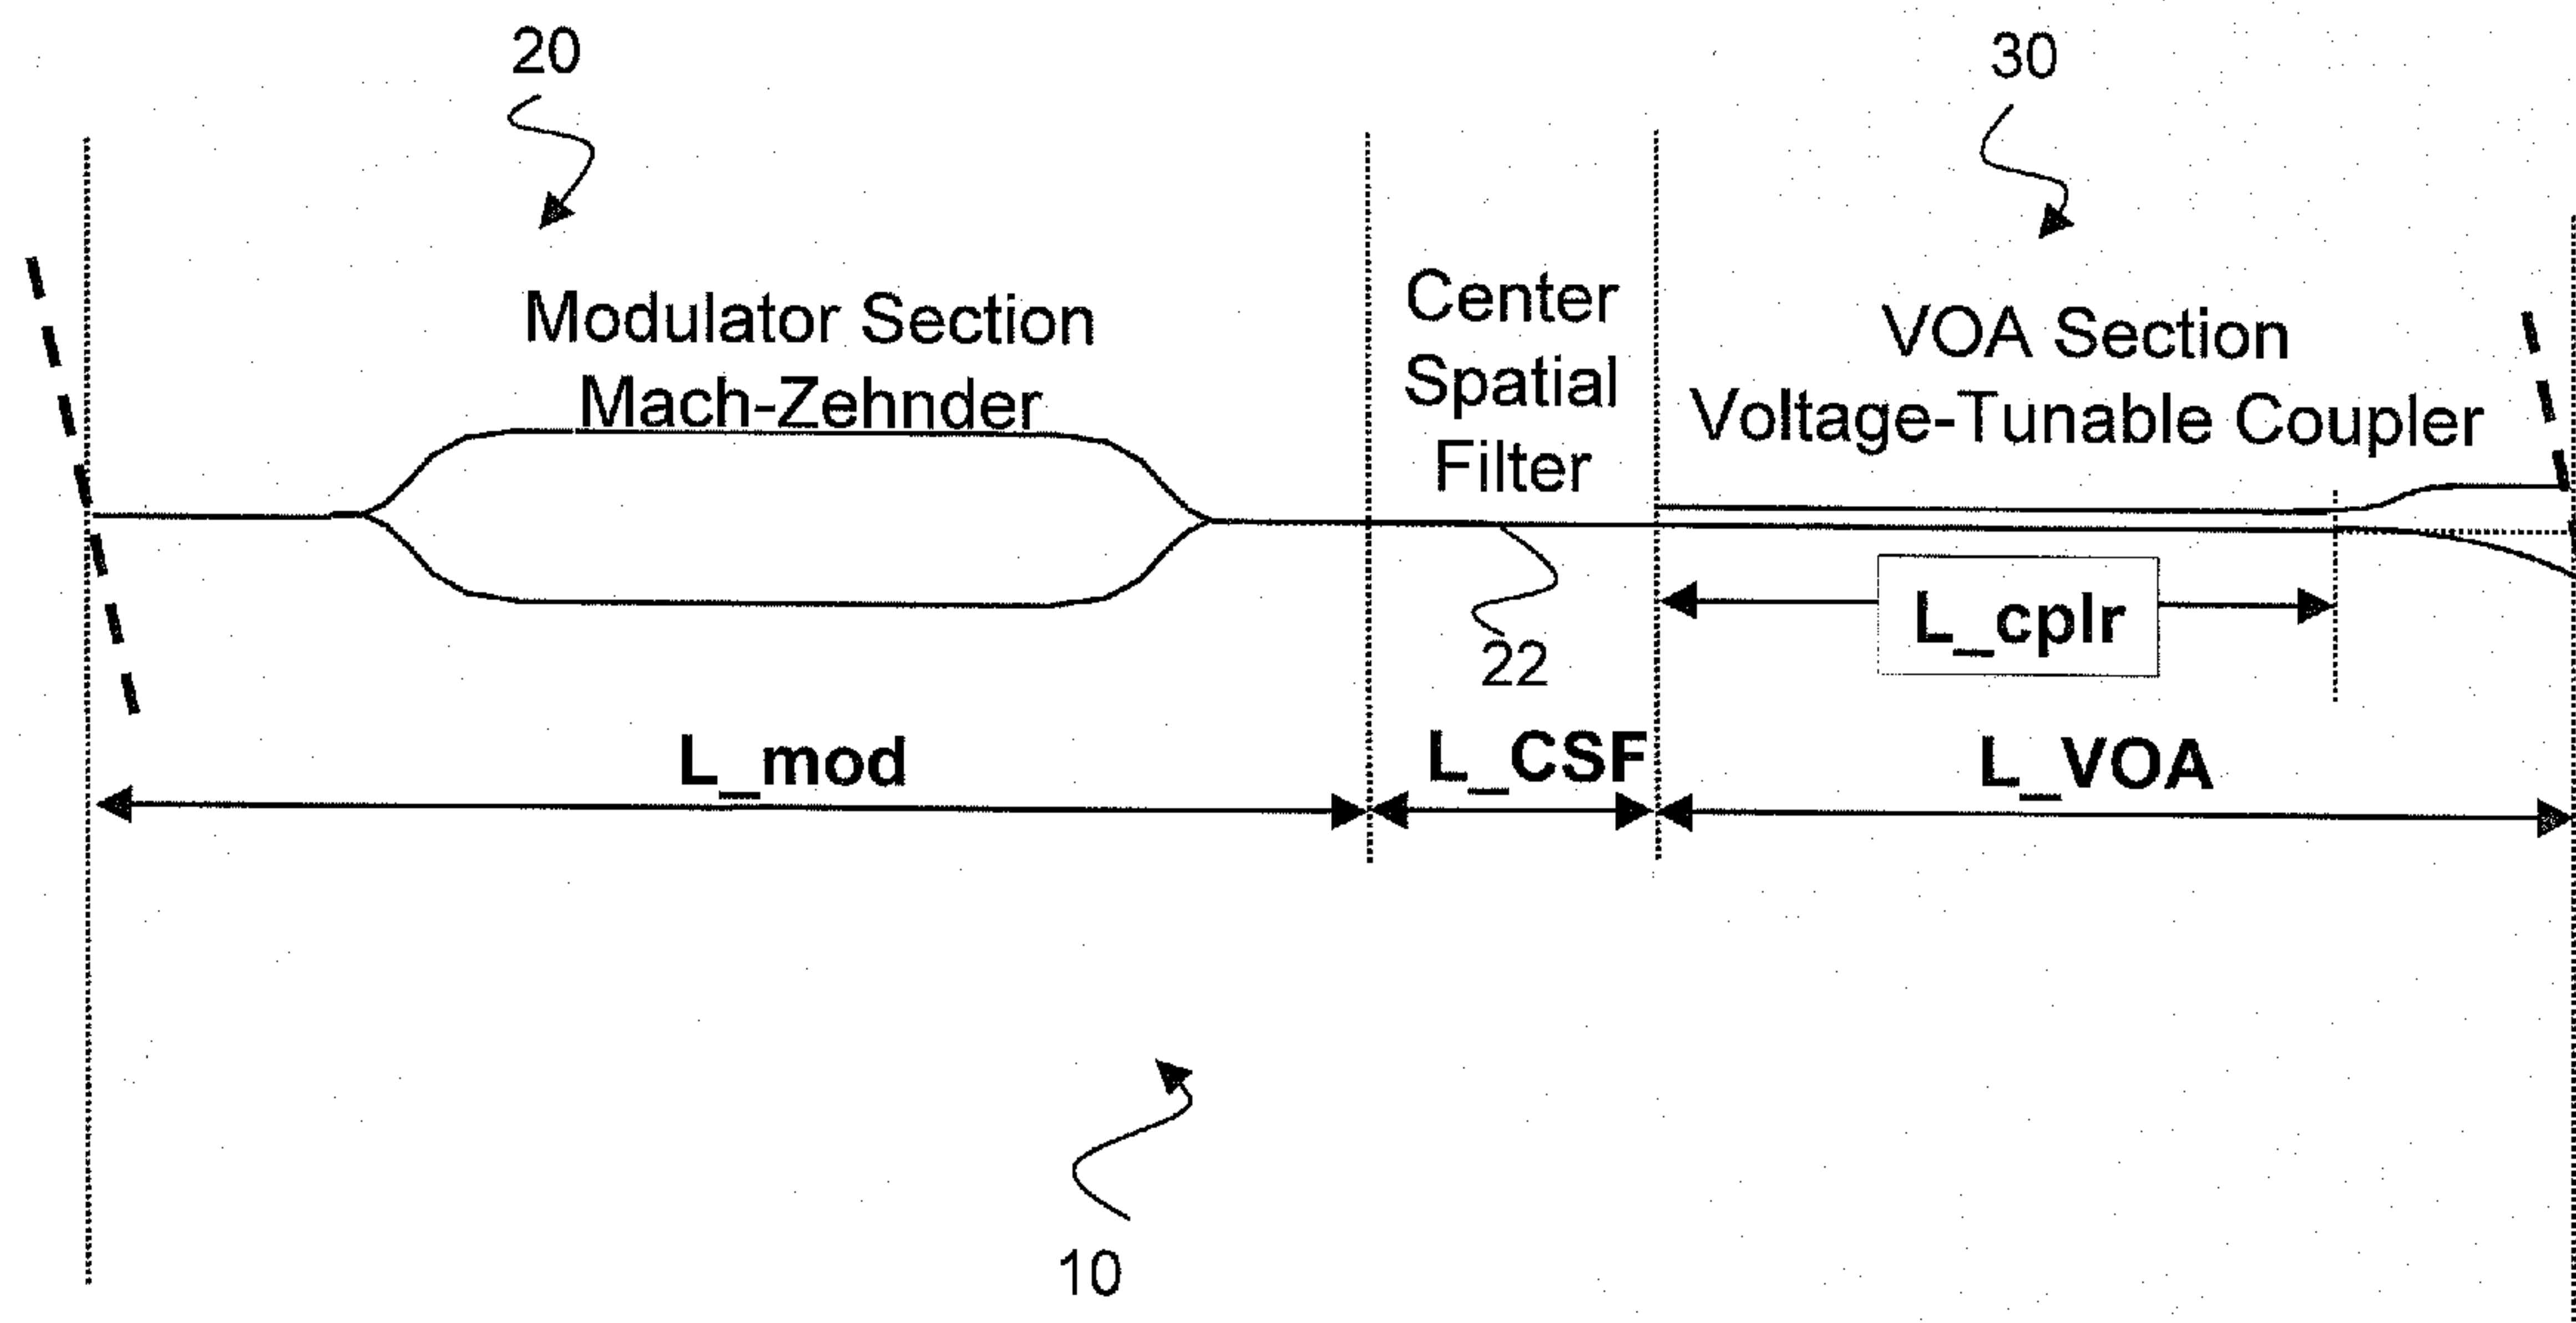 20
30
Modulator Section
Mach-Zehnder
Center
Spatial
Filter
VOA Section
Voltage-Tunable Coupler
L_cplr
22
L_mod
L_CSF
L_VOA
10